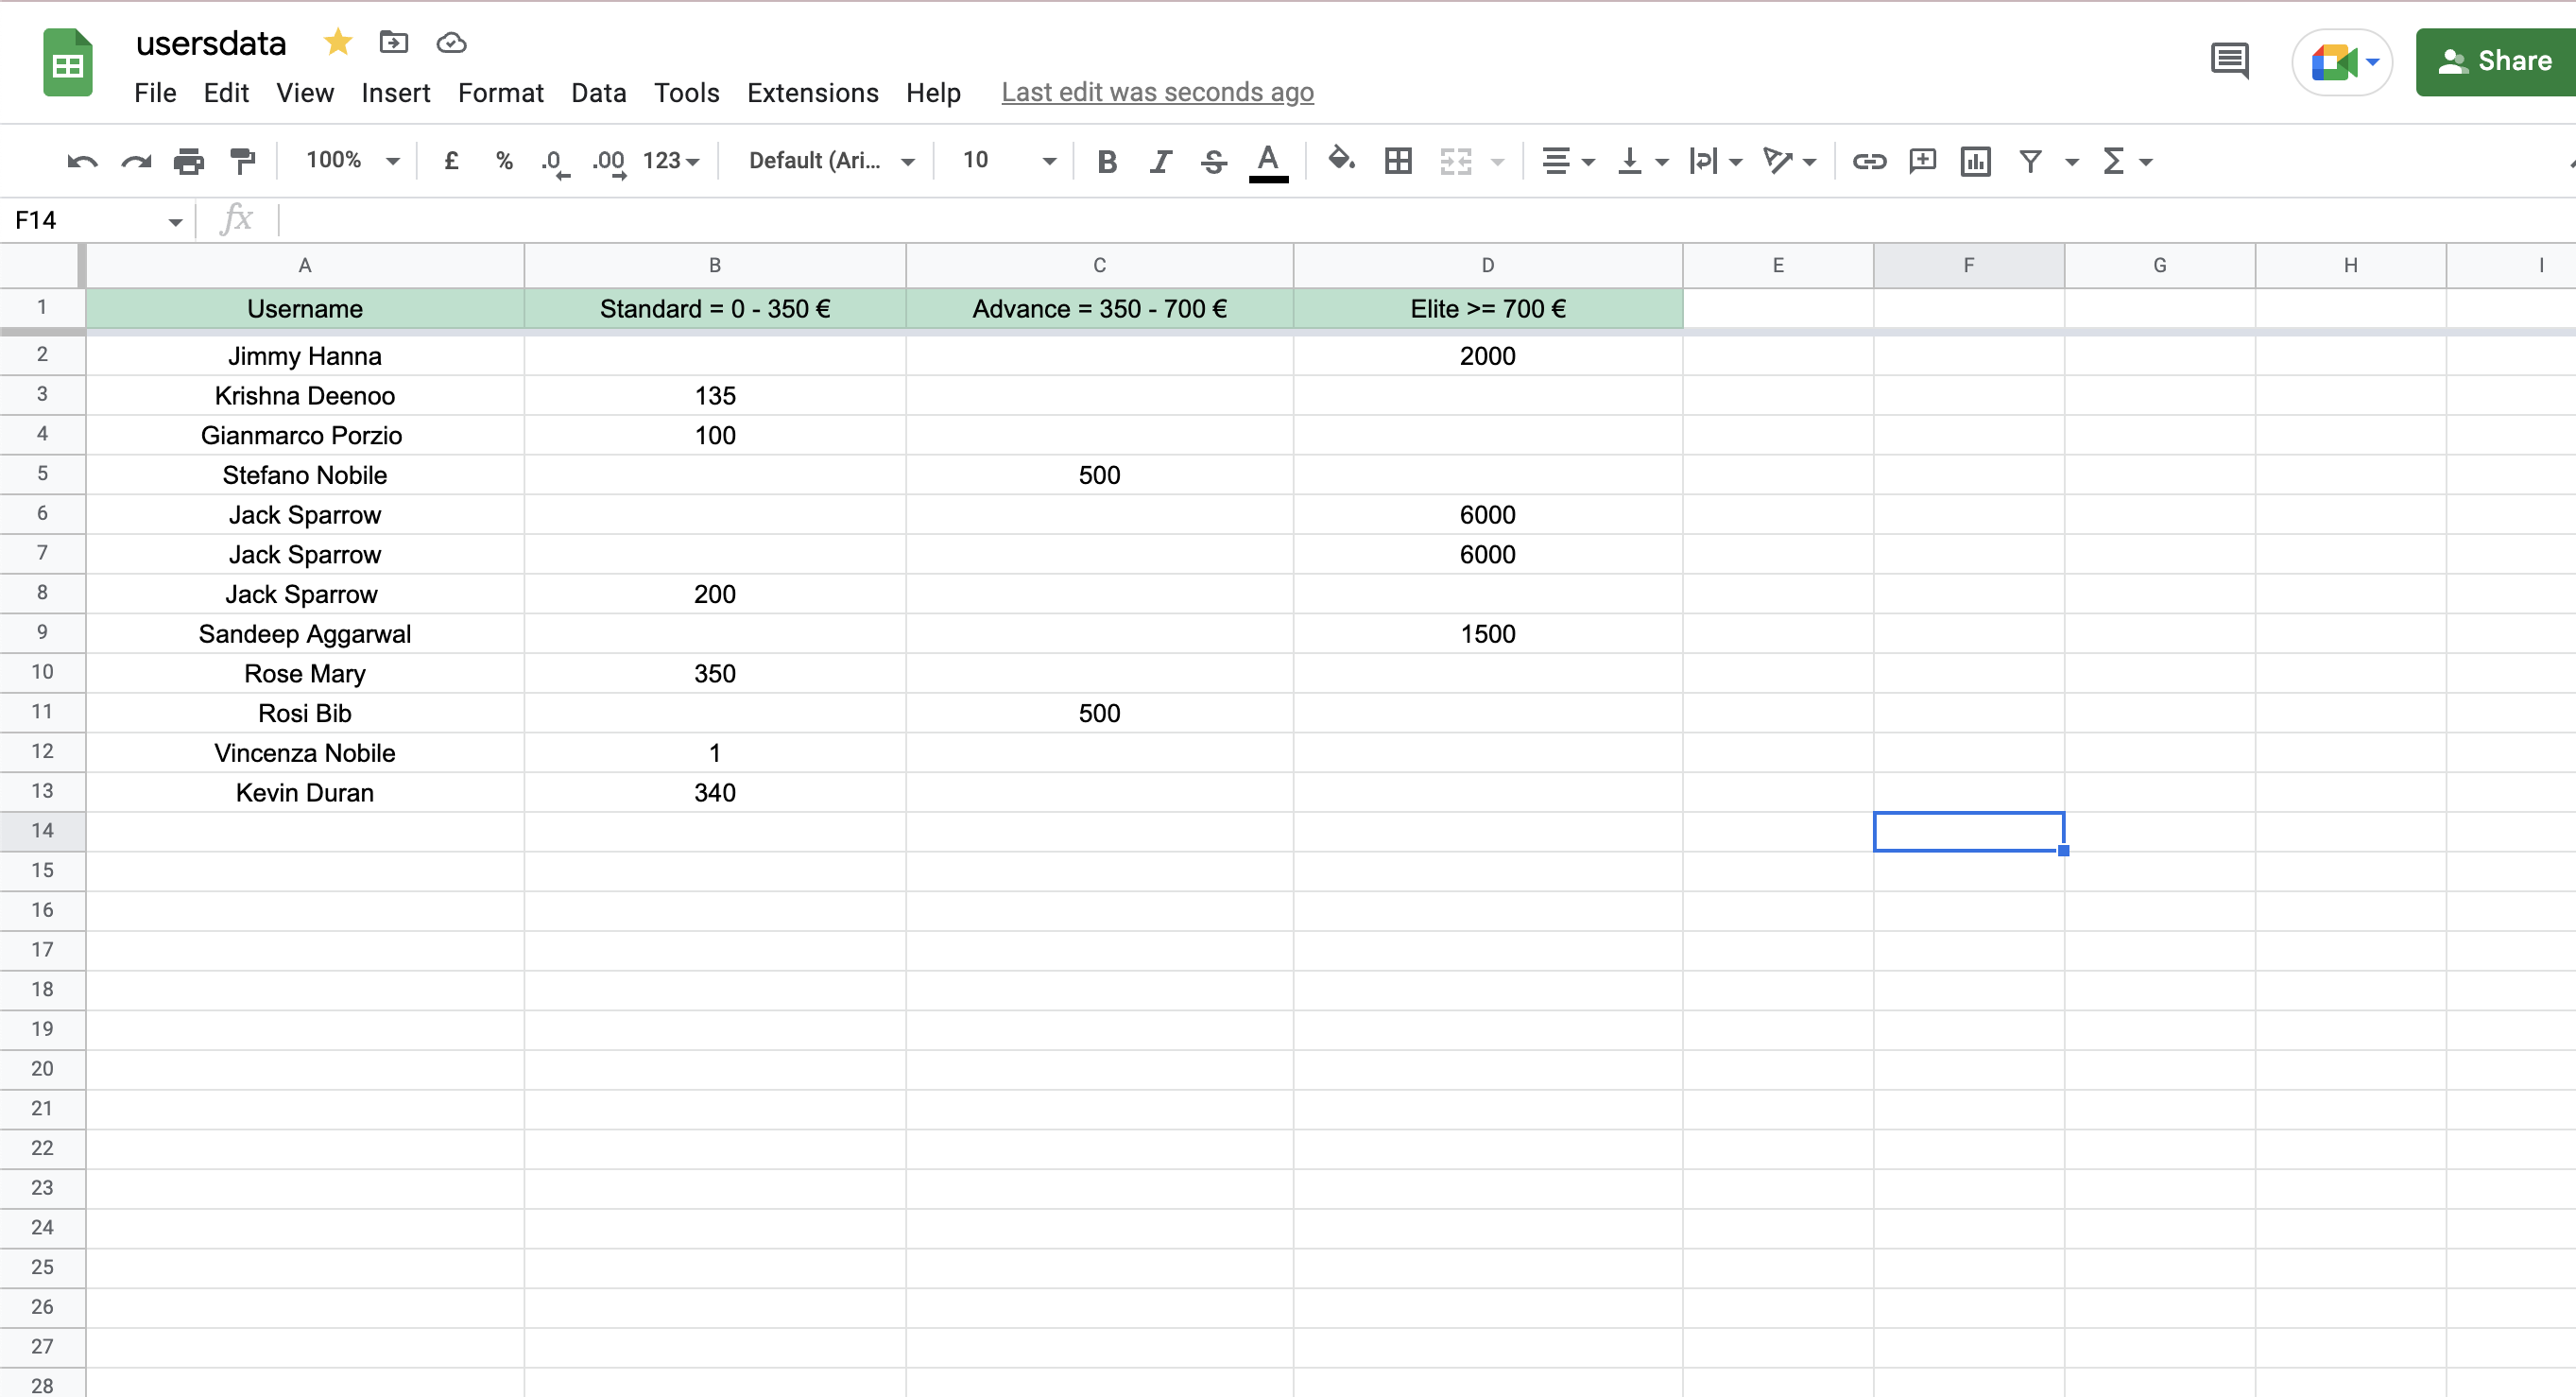 usersdata
File Edit View Insert Format Data Tools Extensions Help Last edit was seconds ago
Share
100% £ % .0 .00 123 Default (Ari... 10 B I S A Σ
F14 fx
A B C D E F G H I
1 Username Standard = 0 - 350 € Advance = 350 - 700 € Elite >= 700 €
2 Jimmy Hanna 2000
3 Krishna Deenoo 135
4 Gianmarco Porzio 100
5 Stefano Nobile 500
6 Jack Sparrow 6000
7 Jack Sparrow 6000
8 Jack Sparrow 200
9 Sandeep Aggarwal 1500
10 Rose Mary 350
11 Rosi Bib 500
12 Vincenza Nobile 1
13 Kevin Duran 340
14
15
16
17
18
19
20
21
22
23
24
25
26
27
28